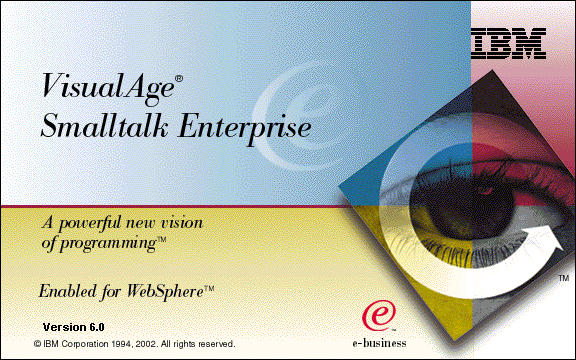 IBM
VisualAge®
Smalltalk Enterprise
e
A powerful new vision
of programming™
TM
Enabled for WebSphere™
e™
e-business
Version 6.0
© IBM Corporation 1994, 2002. All rights reserved.